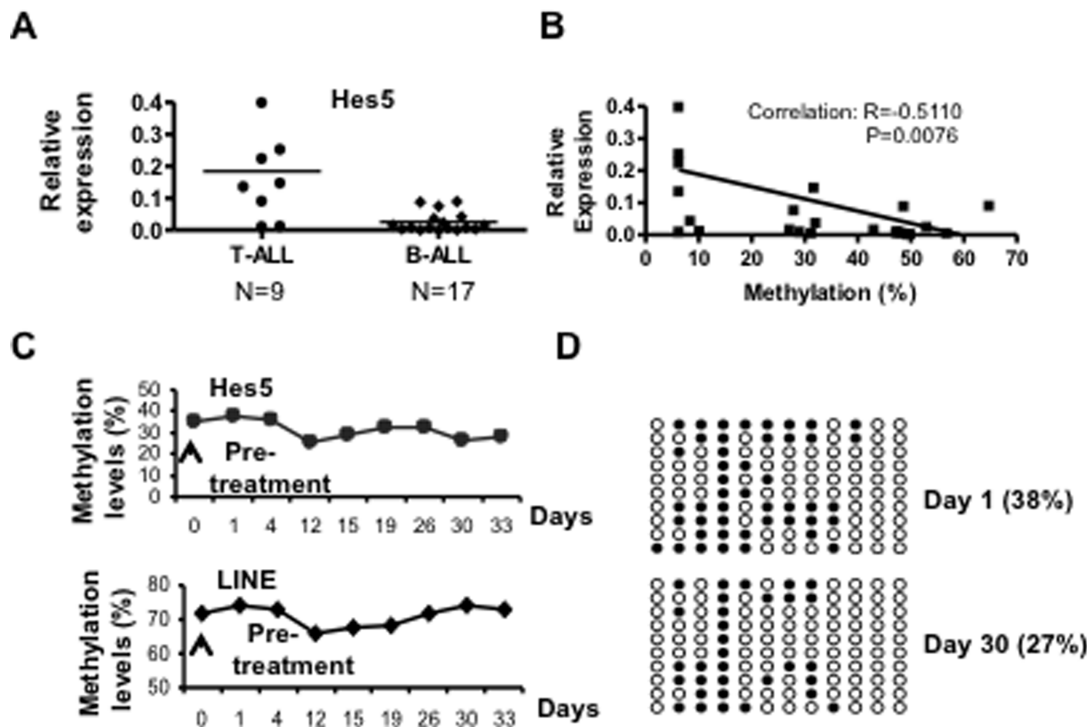 A
Hes5
Relative
expression
0.4
0.3
0.2
0.1
0.0
T-ALL
B-ALL
N=9
N=17
B
Correlation: R=-0.5110
P=0.0076
Relative
Expression
0.4
0.3
0.2
0.1
0.0
0 10 20 30 40 50 60 70
Methylation (%)
C
Hes5
Methylation
levels (%)
50
40
30
20
10
0
Pre-
treatment
0 1 4 12 15 19 26 30 33
Days
LINE
Methylation
levels (%)
80
70
60
50
Pre-
treatment
0 1 4 12 15 19 26 30 33
Days
D
Day 1 (38%)
Day 30 (27%)